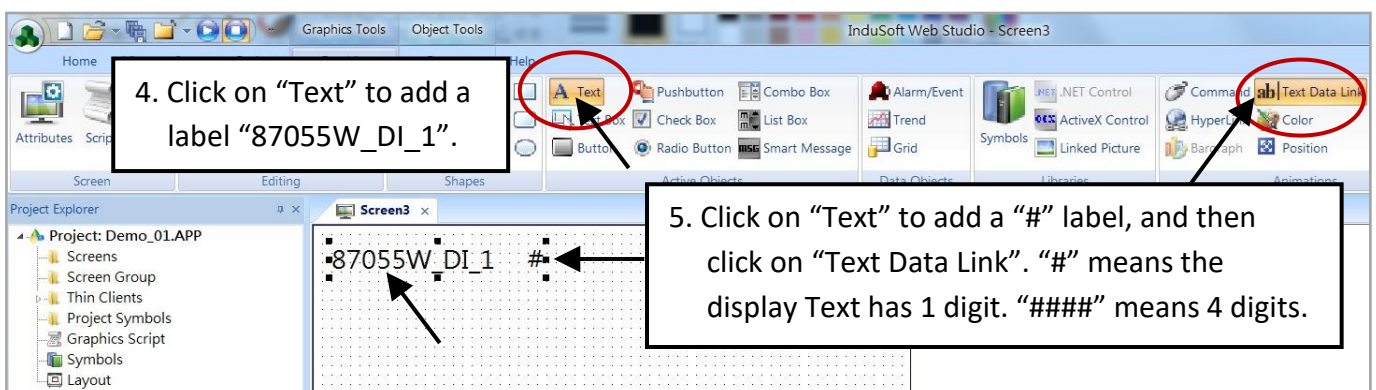 Graphics Tools Object Tools InduSoft Web Studio - Screen3
Home Help
4. Click on “Text” to add a
label “87055W_DI_1”.
Text Pushbutton Combo Box Alarm/Event .NET Control Command Text Data Link
Box Check Box List Box Trend ActiveX Control Color
Attributes Button Radio Button Smart Message Grid Symbols Linked Picture Position
Screen Editing Shapes Active Objects Data Objects Libraries Animations
Project Explorer Screen3
5. Click on “Text” to add a “#” label, and then
click on “Text Data Link”. “#” means the
display Text has 1 digit. “####” means 4 digits.
Project: Demo_01.APP
Screens
Screen Group
Thin Clients
Project Symbols
Graphics Script
Symbols
Layout
87055W_DI_1 #